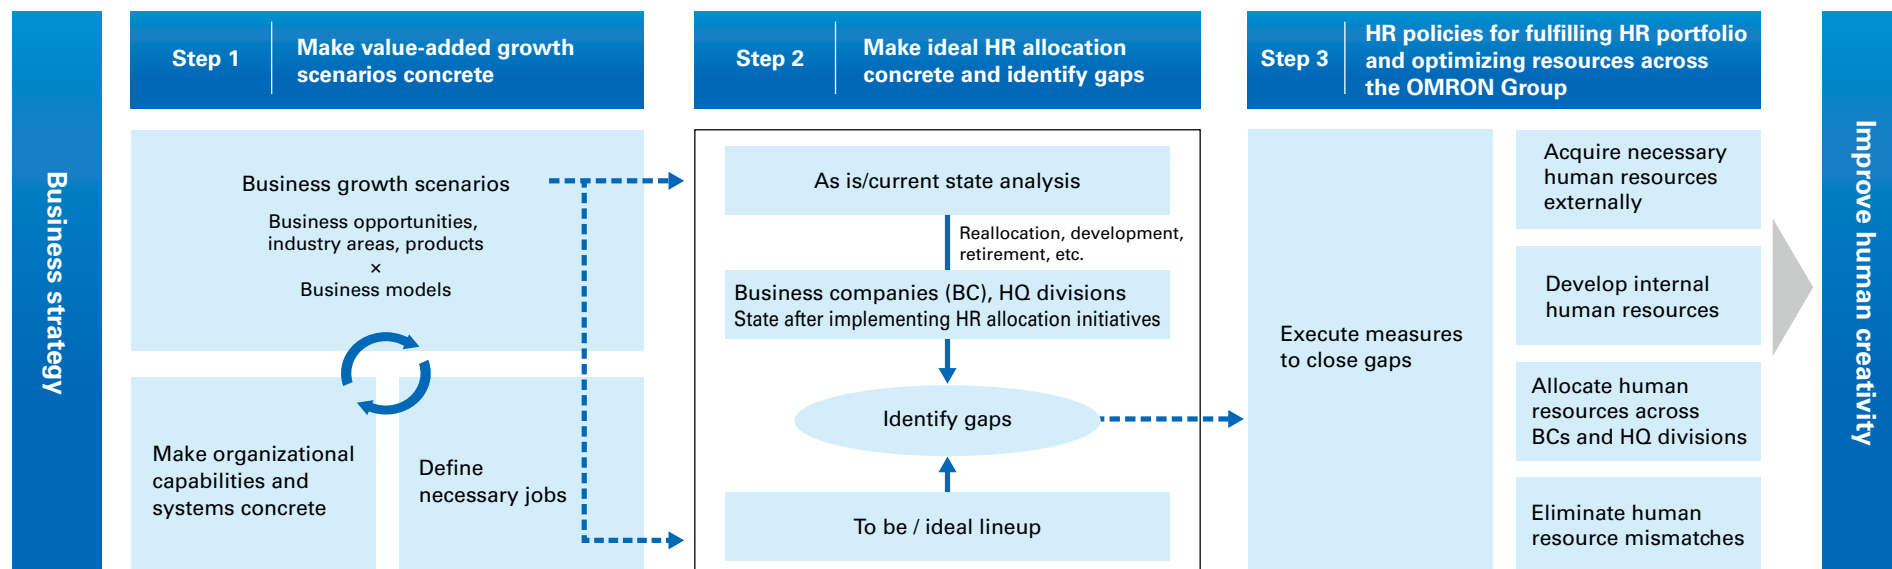 Business strategy
Step 1
Make value-added growth
scenarios concrete
Business growth scenarios
Business opportunities,
industry areas, products
×
Business models
Make organizational
capabilities and
systems concrete
Define
necessary jobs
Step 2
Make ideal HR allocation
concrete and identify gaps
As is/current state analysis
Reallocation, development,
retirement, etc.
Business companies (BC), HQ divisions
State after implementing HR allocation initiatives
Identify gaps
To be / ideal lineup
Step 3
HR policies for fulfilling HR portfolio
and optimizing resources across
the OMRON Group
Execute measures
to close gaps
Acquire necessary
human resources
externally
Develop internal
human resources
Allocate human
resources across
BCs and HQ divisions
Eliminate human
resource mismatches
Improve human creativity